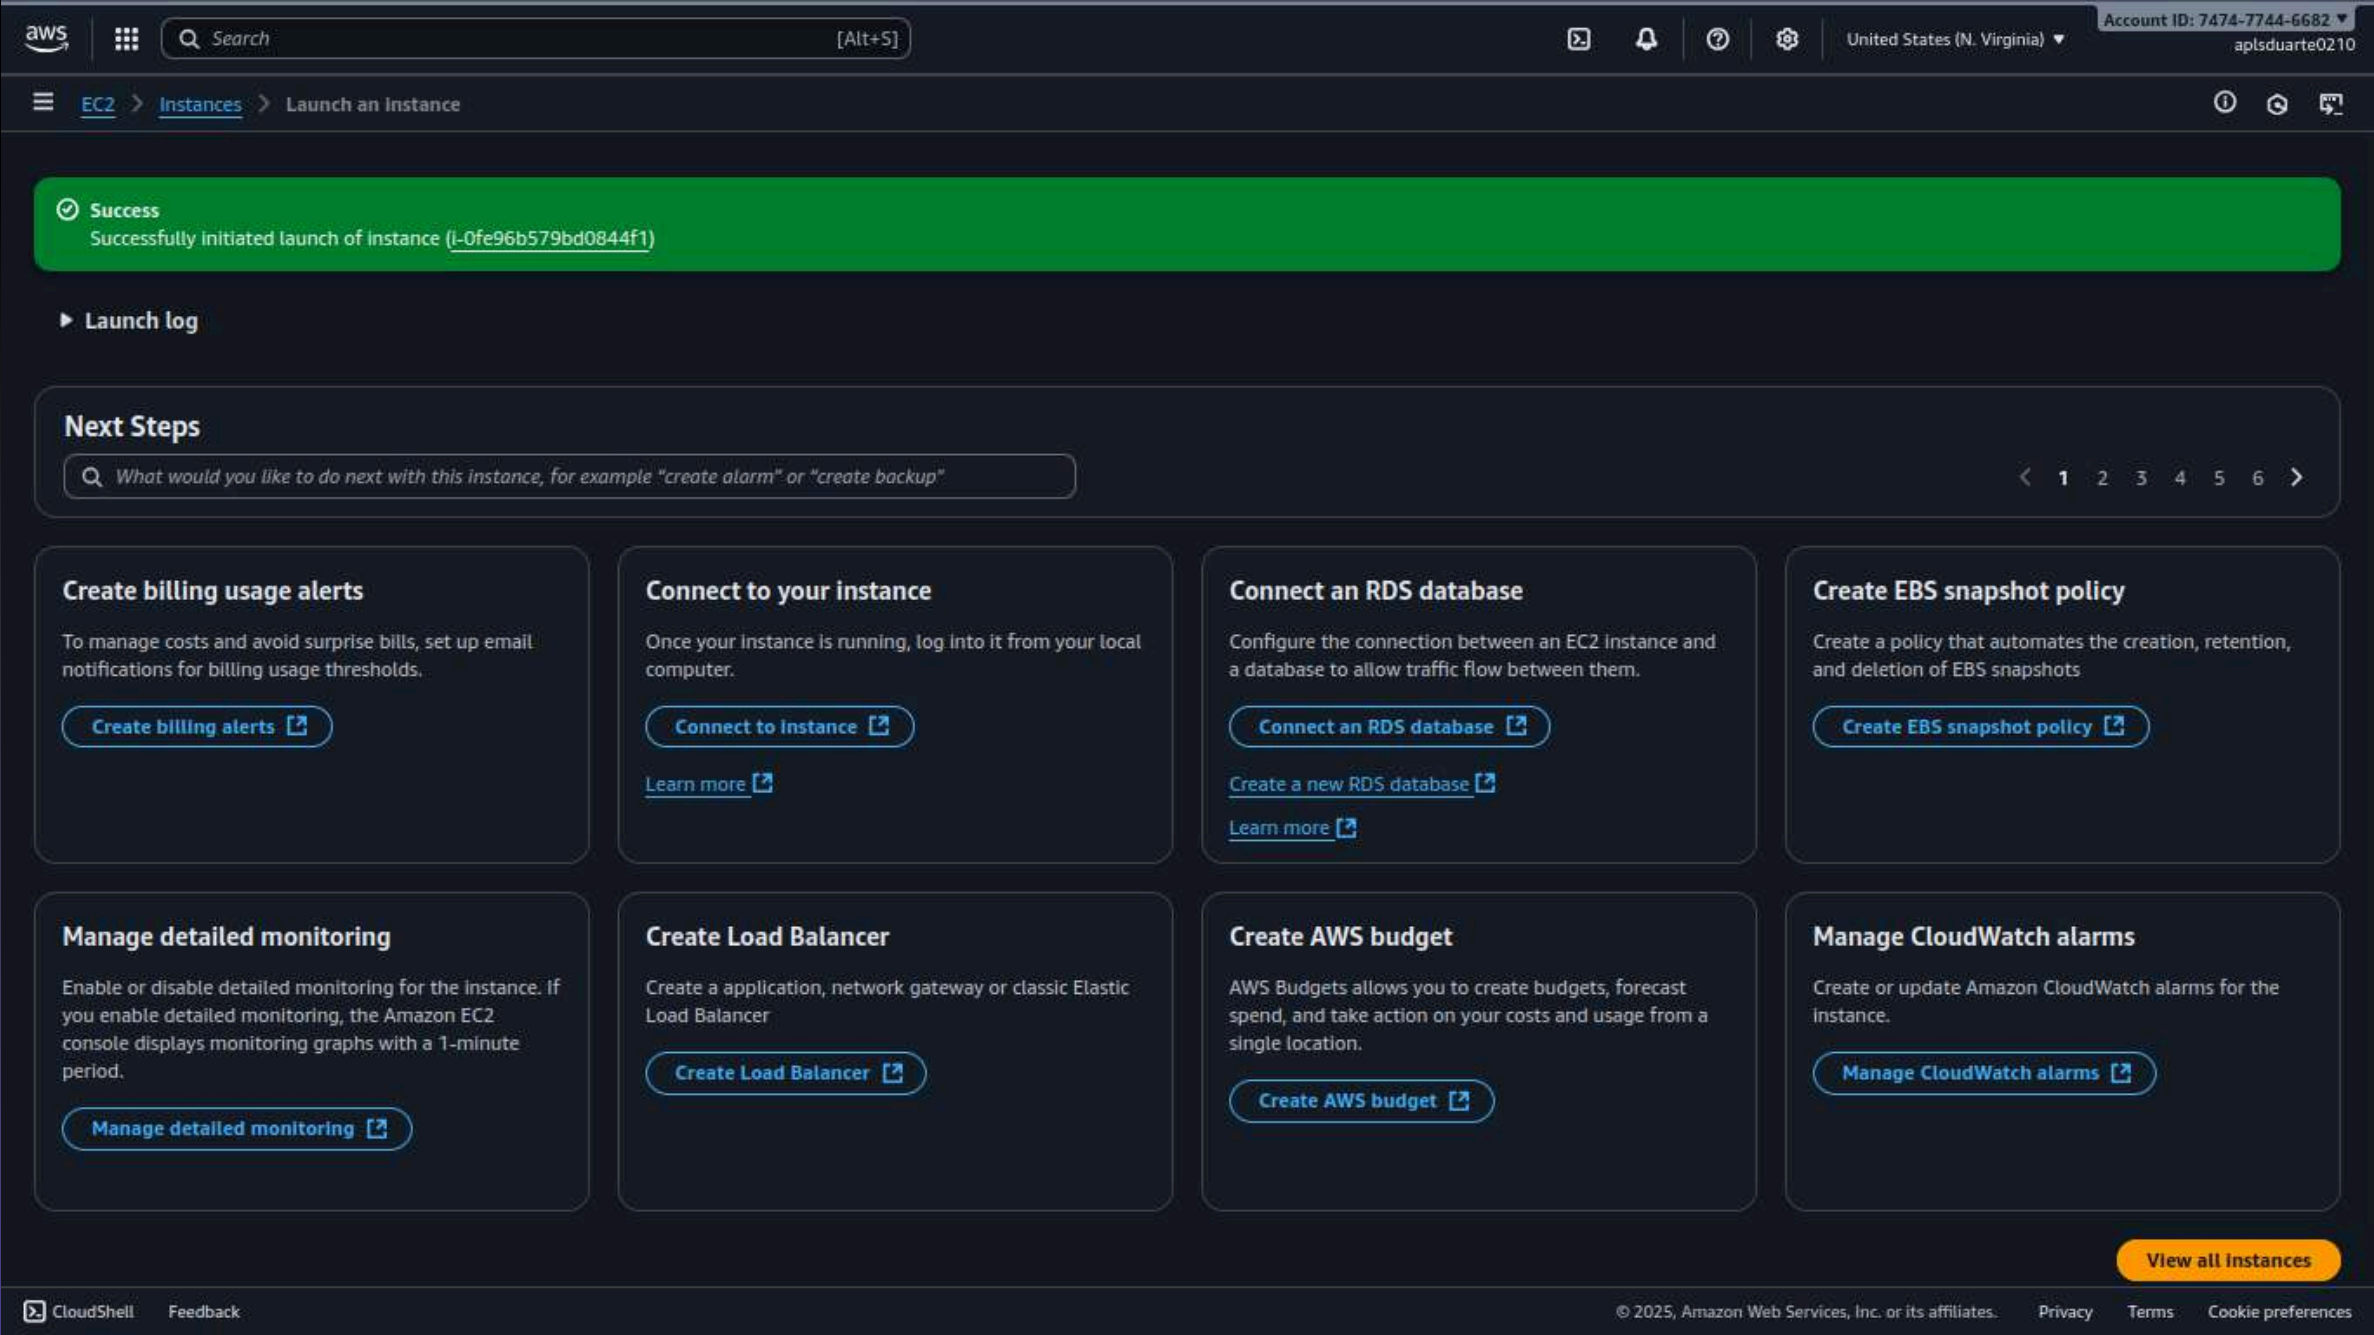 aws
Search [Alt+S]
United States (N. Virginia) ▼
Account ID: 7474-7744-6682 ▼
aplsduarte0210
EC2 > Instances > Launch an instance
Success
Successfully initiated launch of instance (i-0fe96b579bd0844f1)
Launch log
Next Steps
What would you like to do next with this instance, for example "create alarm" or "create backup"
< 1 2 3 4 5 6 >
Create billing usage alerts
To manage costs and avoid surprise bills, set up email
notifications for billing usage thresholds.
Create billing alerts
Connect to your instance
Once your instance is running, log into it from your local
computer.
Connect to instance
Learn more
Connect an RDS database
Configure the connection between an EC2 instance and
a database to allow traffic flow between them.
Connect an RDS database
Create a new RDS database
Learn more
Create EBS snapshot policy
Create a policy that automates the creation, retention,
and deletion of EBS snapshots
Create EBS snapshot policy
Manage detailed monitoring
Enable or disable detailed monitoring for the instance. If
you enable detailed monitoring, the Amazon EC2
console displays monitoring graphs with a 1-minute
period.
Manage detailed monitoring
Create Load Balancer
Create a application, network gateway or classic Elastic
Load Balancer
Create Load Balancer
Create AWS budget
AWS Budgets allows you to create budgets, forecast
spend, and take action on your costs and usage from a
single location.
Create AWS budget
Manage CloudWatch alarms
Create or update Amazon CloudWatch alarms for the
instance.
Manage CloudWatch alarms
View all instances
CloudShell Feedback © 2025, Amazon Web Services, Inc. or its affiliates. Privacy Terms Cookie preferences